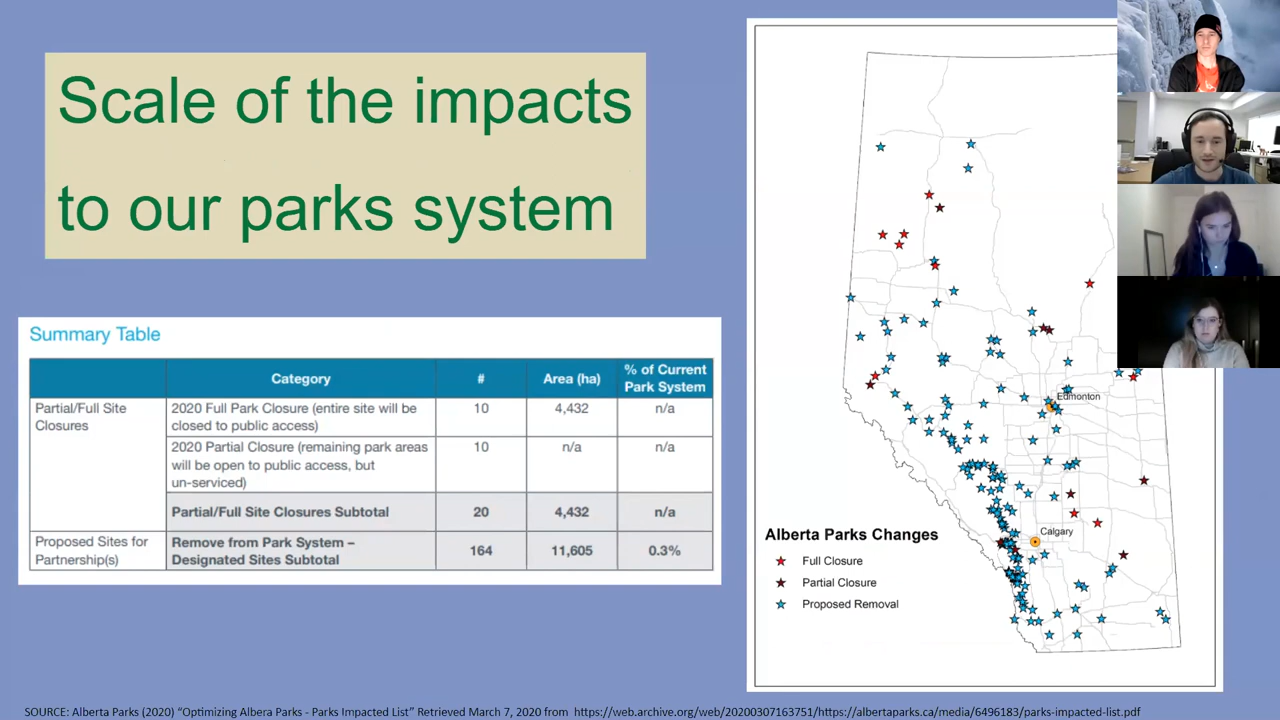 Scale of the impacts
to our parks system
Summary Table
Category
#
Area (ha)
% of Current
Park System
Partial/Full Site
Closures
2020 Full Park Closure (entire site will be
closed to public access)
10
4,432
n/a
2020 Partial Closure (remaining park areas
will be open to public access, but
un-serviced)
10
n/a
n/a
Partial/Full Site Closures Subtotal
20
4,432
n/a
Proposed Sites for
Partnership(s)
Remove from Park System –
Designated Sites Subtotal
164
11,605
0.3%
Edmonton
Calgary
Alberta Parks Changes
Full Closure
Partial Closure
Proposed Removal
SOURCE: Alberta Parks (2020) “Optimizing Albera Parks - Parks Impacted List” Retrieved March 7, 2020 from https://web.archive.org/web/20200307163751/https://albertaparks.ca/media/6496183/parks-impacted-list.pdf